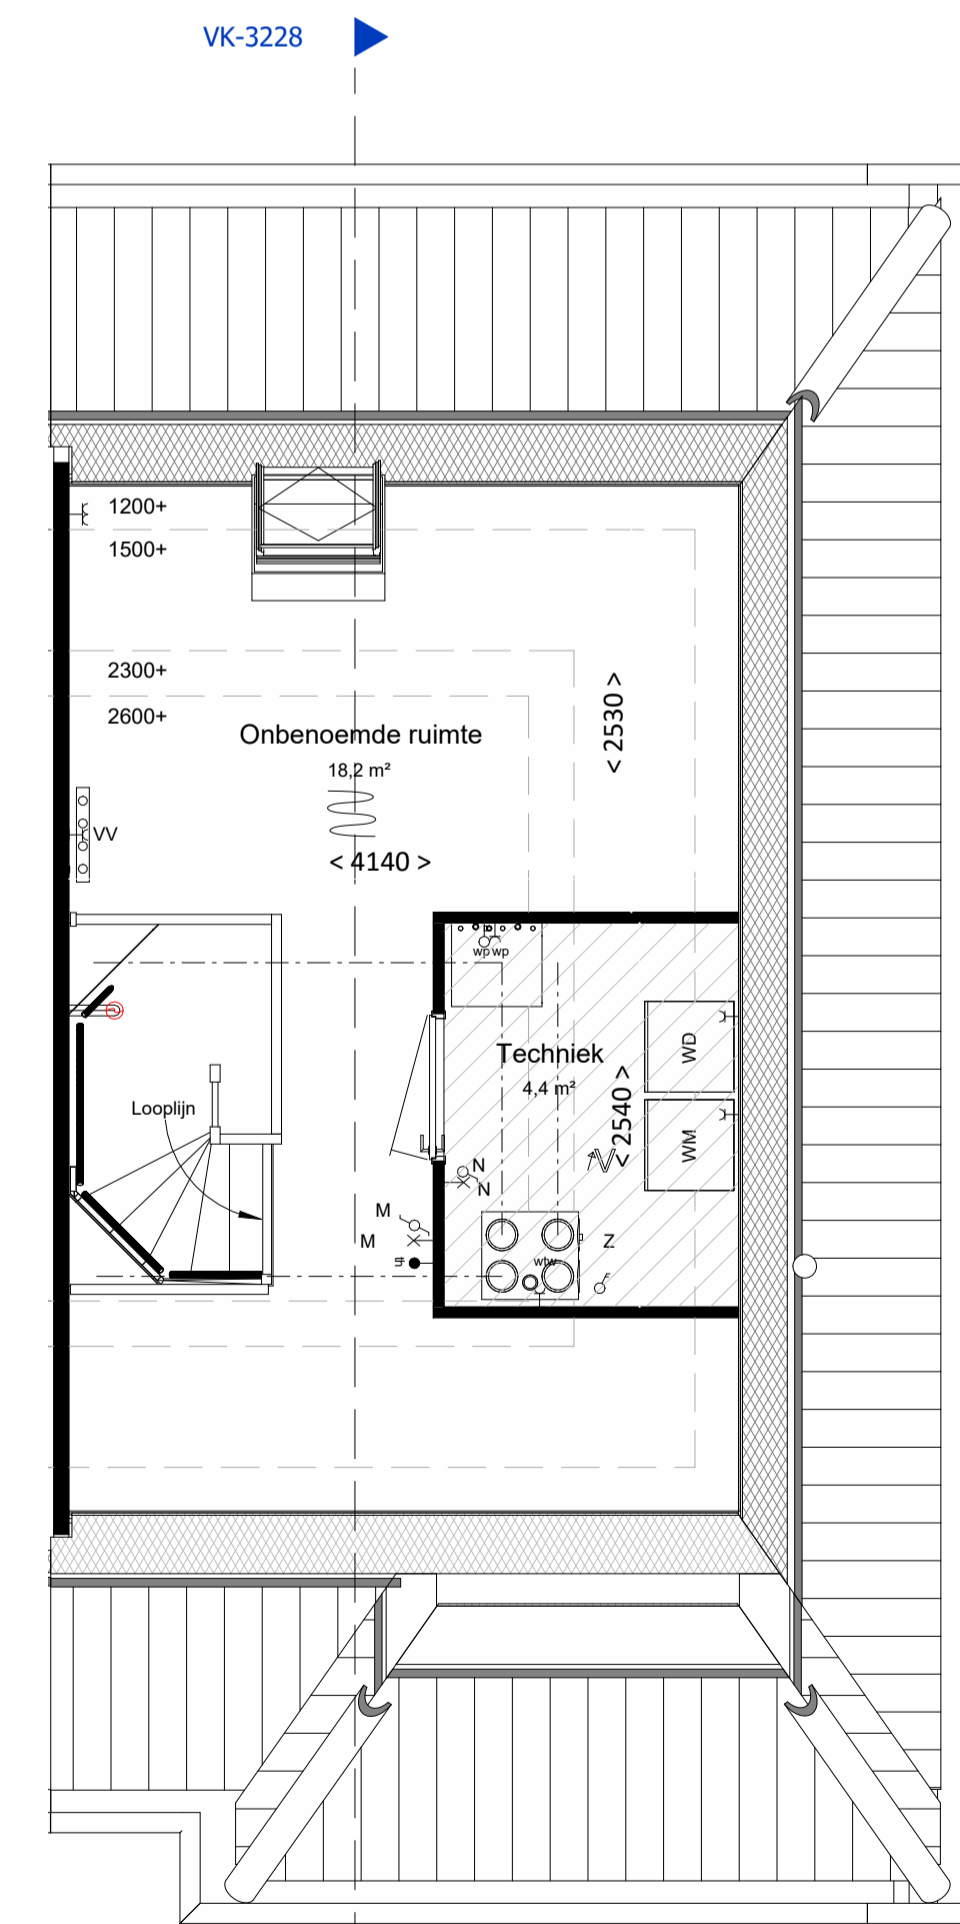 VK-3228
1200+
1500+
2300+
2600+
Onbenoemde ruimte
18,2 m²
< 4140 >
< 2530 >
VV
wp wp
Techniek
4,4 m²
< 2540 >
WD
WM
Looplijn
N
N
M
M
Z
wtw